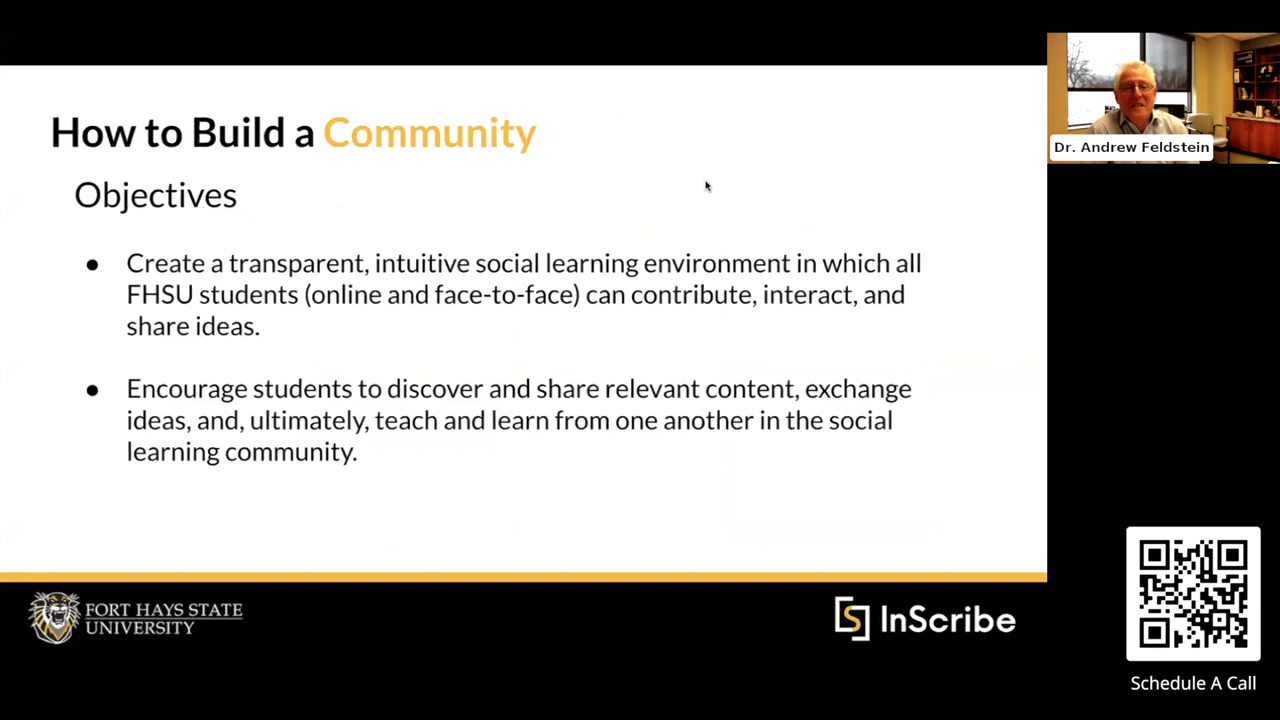 How to Build a Community
Objectives
● Create a transparent, intuitive social learning environment in which all
FHSU students (online and face-to-face) can contribute, interact, and
share ideas.
● Encourage students to discover and share relevant content, exchange
ideas, and, ultimately, teach and learn from one another in the social
learning community.
Dr. Andrew Feldstein
FORT HAYS STATE
UNIVERSITY
InScribe
Schedule A Call